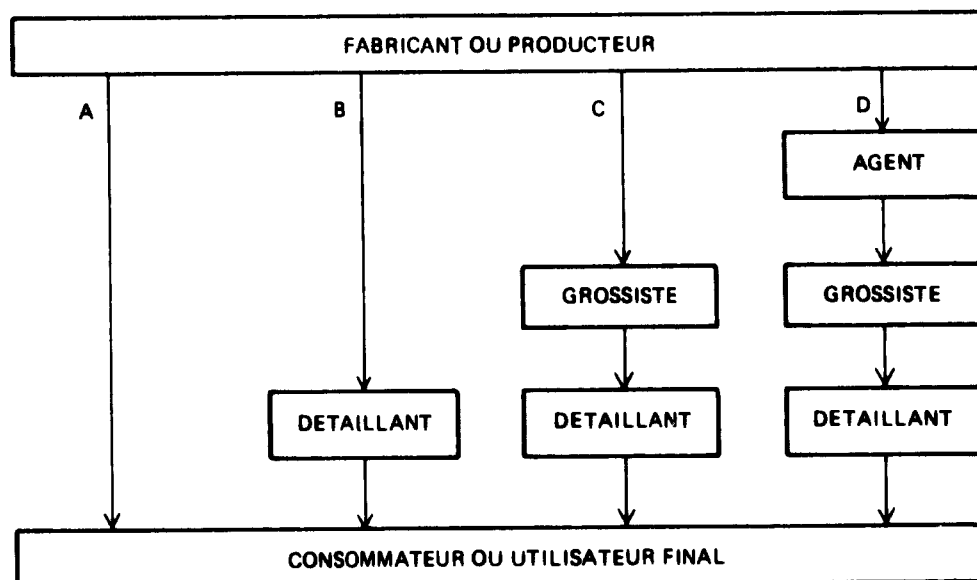 FABRICANT OU PRODUCTEUR
A
B
C
D
AGENT
GROSSISTE
GROSSISTE
DETAILLANT
DETAILLANT
DETAILLANT
CONSOMMATEUR OU UTILISATEUR FINAL